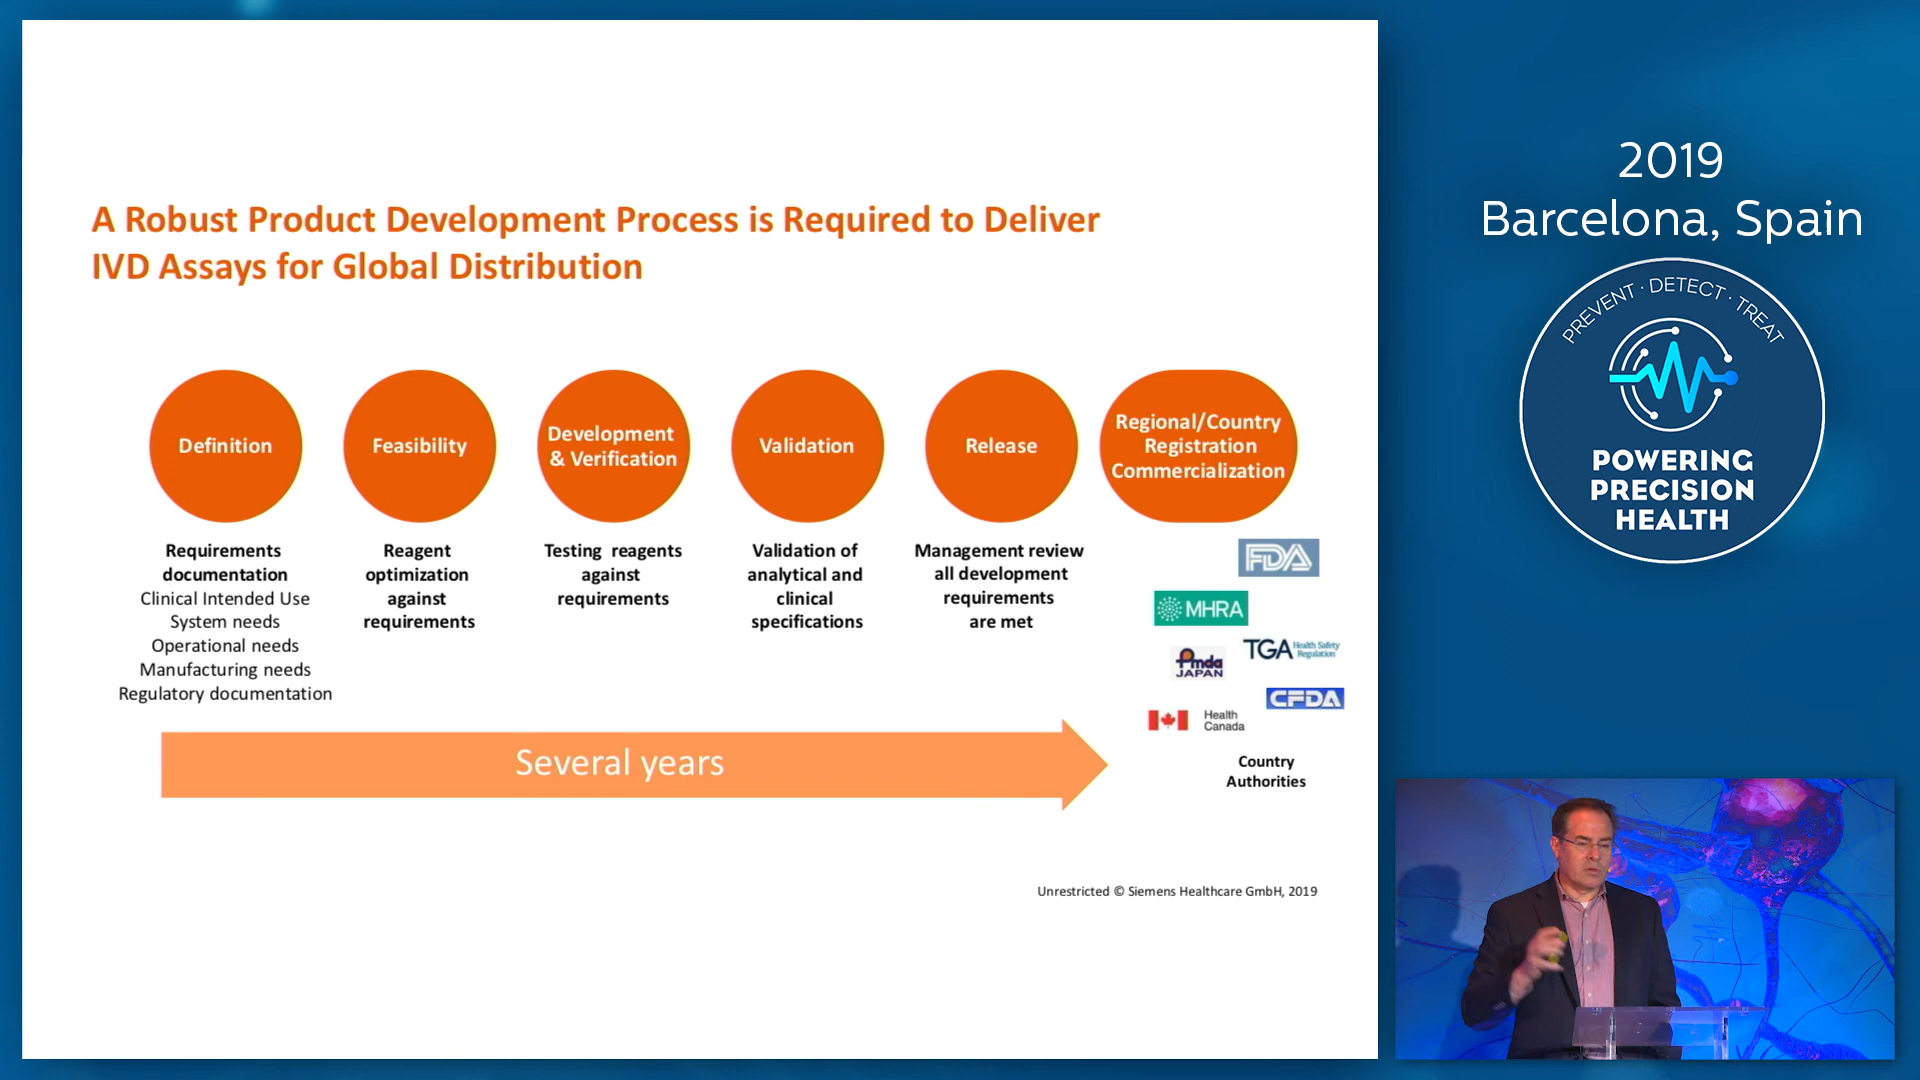 A Robust Product Development Process is Required to Deliver
IVD Assays for Global Distribution
Definition
Feasibility
Development
& Verification
Validation
Release
Regional/Country
Registration
Commercialization
Requirements
documentation
Clinical Intended Use
System needs
Operational needs
Manufacturing needs
Regulatory documentation
Reagent
optimization
against
requirements
Testing reagents
against
requirements
Validation of
analytical and
clinical
specifications
Management review
all development
requirements
are met
FDA
MHRA
TGA Health Safety
Regulation
Pmda
JAPAN
CFDA
Health
Canada
Country
Authorities
Several years
Unrestricted © Siemens Healthcare GmbH, 2019
2019
Barcelona, Spain
PREVENT · DETECT · TREAT
POWERING
PRECISION
HEALTH